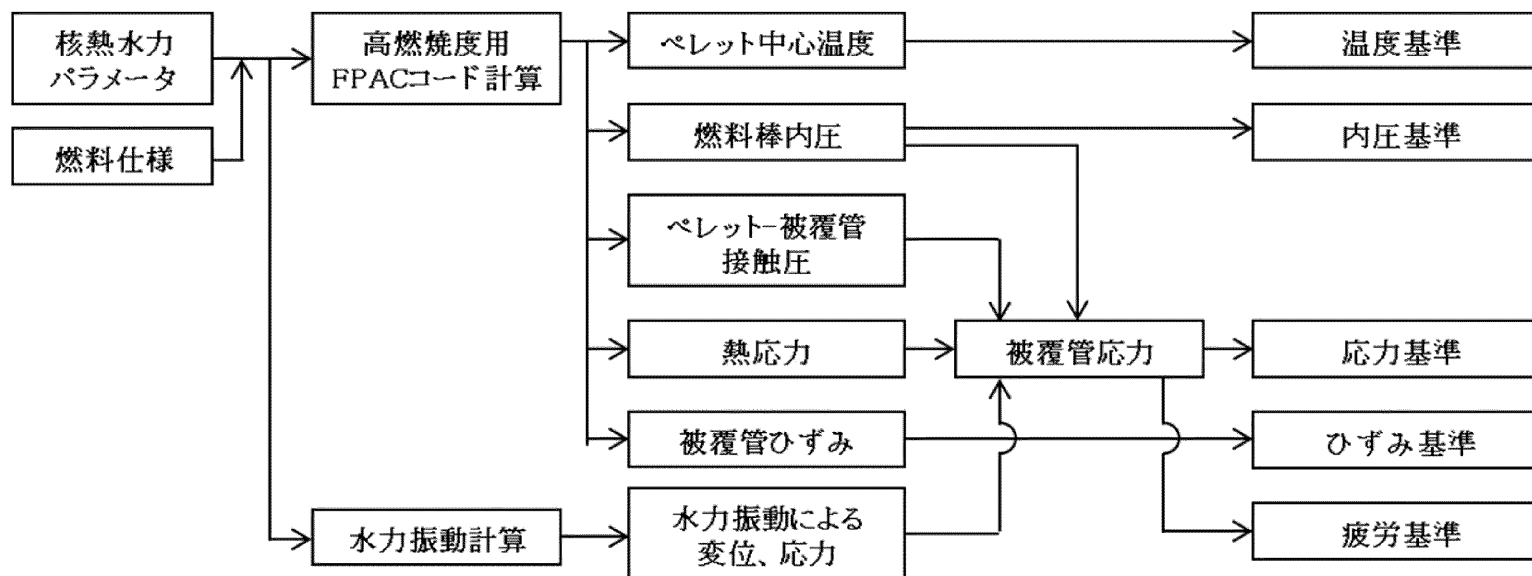 核熱水力
パラメータ
燃料仕様
高燃焼度用
FPACコード計算
水力振動計算
ペレット中心温度
燃料棒内圧
ペレット-被覆管
接触圧
熱応力
被覆管ひずみ
水力振動による
変位、応力
被覆管応力
温度基準
内圧基準
応力基準
ひずみ基準
疲労基準